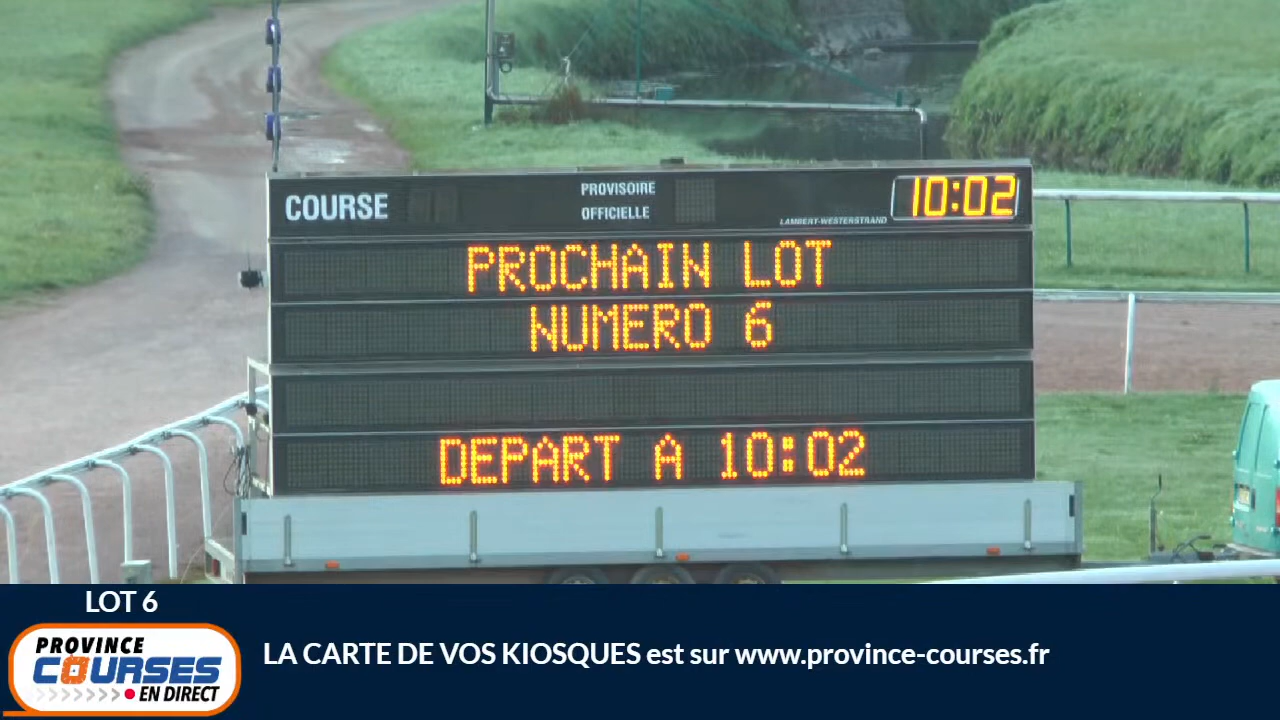 COURSE
PROVISOIRE
OFFICIELLE
LAMBERT-WESTERSTRAND
10:02
PROCHAIN LOT
NUMERO 6
DEPART A 10:02
LOT 6
PROVINCE
COURSES
EN DIRECT
LA CARTE DE VOS KIOSQUES est sur www.province-courses.fr